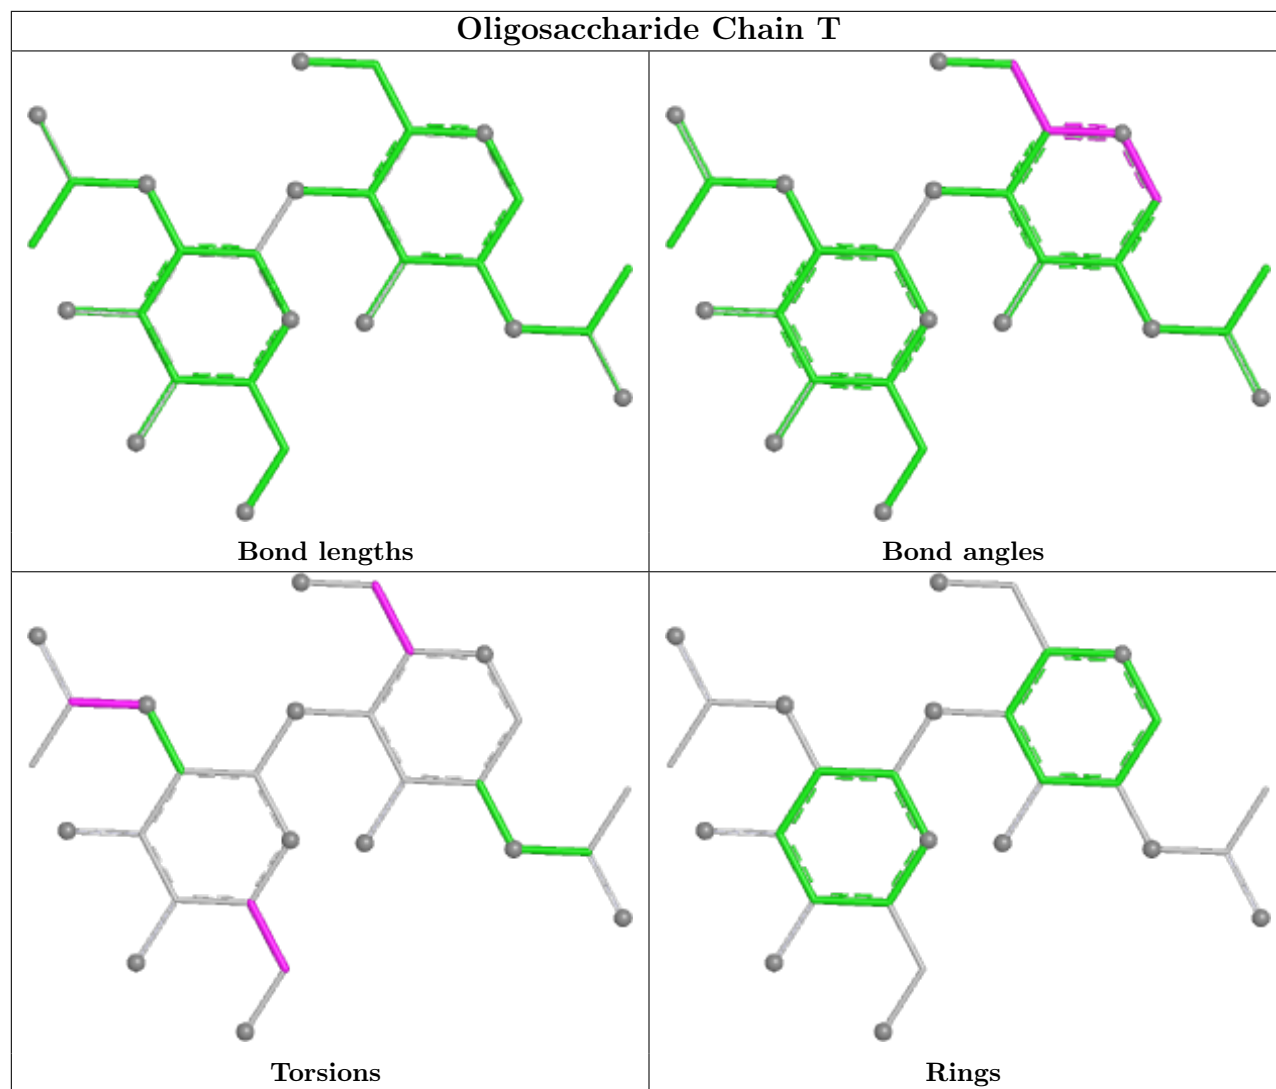 Oligosaccharide Chain T
Bond lengths
Bond angles
Torsions
Rings